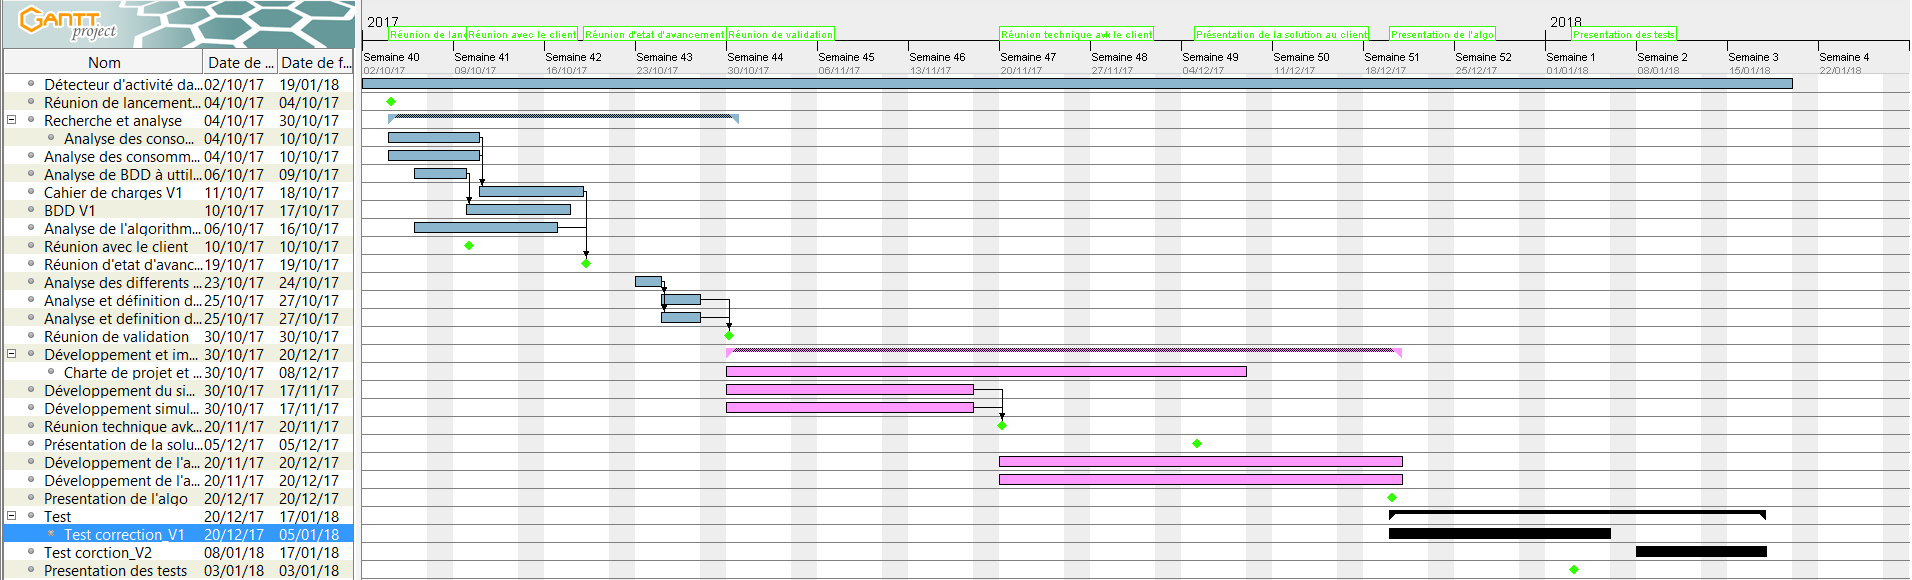 GANTT
project
2017
2018
Réunion de lanc Réunion avec le client Réunion d'etat d'avancement Réunion de validation Réunion technique avk le client Présentation de la solution au client Presentation de l'algo Presentation des tests
Semaine 40 Semaine 41 Semaine 42 Semaine 43 Semaine 44 Semaine 45 Semaine 46 Semaine 47 Semaine 48 Semaine 49 Semaine 50 Semaine 51 Semaine 52 Semaine 1 Semaine 2 Semaine 3 Semaine 4
02/10/17 09/10/17 16/10/17 23/10/17 30/10/17 06/11/17 13/11/17 20/11/17 27/11/17 04/12/17 11/12/17 18/12/17 25/12/17 01/01/18 08/01/18 15/01/18 22/01/18
Nom Date de ... Date de f...
Détecteur d'activité da... 02/10/17 19/01/18
Réunion de lancement... 04/10/17 04/10/17
Recherche et analyse 04/10/17 30/10/17
Analyse des conso... 04/10/17 10/10/17
Analyse des consomm... 04/10/17 10/10/17
Analyse de BDD à uttil... 06/10/17 09/10/17
Cahier de charges V1 11/10/17 18/10/17
BDD V1 10/10/17 17/10/17
Analyse de l'algorithm... 06/10/17 16/10/17
Réunion avec le client 10/10/17 10/10/17
Réunion d'etat d'avanc... 19/10/17 19/10/17
Analyse des differents ... 23/10/17 24/10/17
Analyse et définition d... 25/10/17 27/10/17
Analyse et definition d... 25/10/17 27/10/17
Réunion de validation 30/10/17 30/10/17
Développement et im... 30/10/17 20/12/17
Charte de projet et ... 30/10/17 08/12/17
Développement du si... 30/10/17 17/11/17
Développement simul... 30/10/17 17/11/17
Réunion technique avk... 20/11/17 20/11/17
Présentation de la solu... 05/12/17 05/12/17
Développement de l'a... 20/11/17 20/12/17
Développement de l'a... 20/11/17 20/12/17
Presentation de l'algo 20/12/17 20/12/17
Test 20/12/17 17/01/18
Test correction_V1 20/12/17 05/01/18
Test corction_V2 08/01/18 17/01/18
Presentation des tests 03/01/18 03/01/18